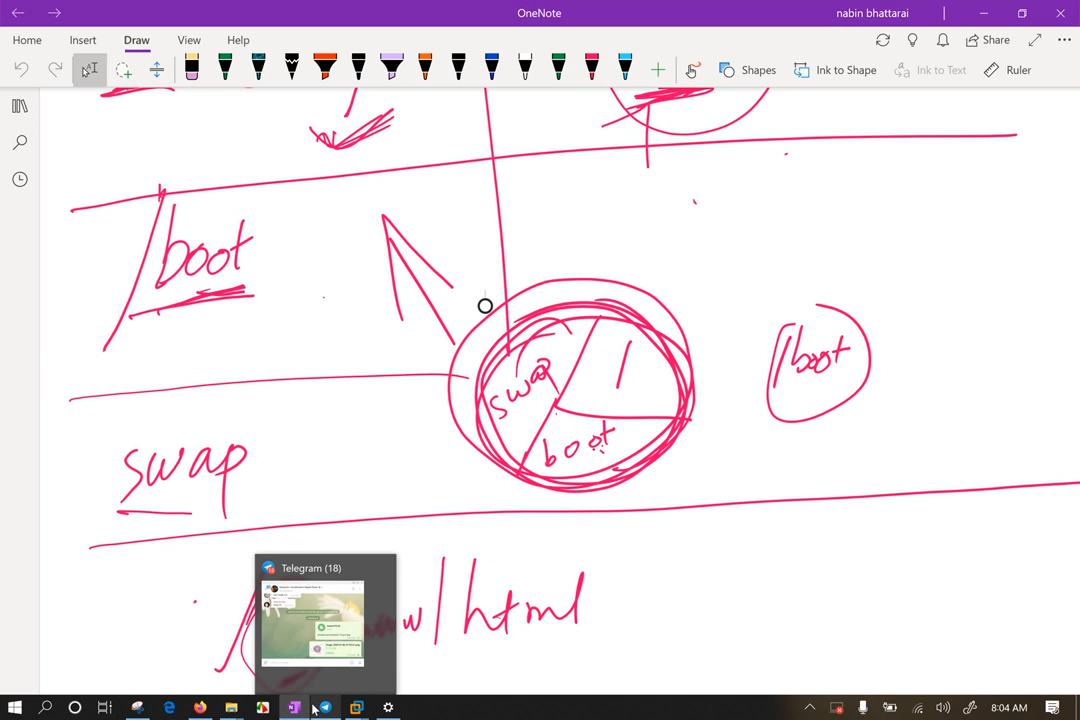 OneNote
nabin bhattarai
Home Insert Draw View Help
Share
Shapes
Ink to Shape
Ink to Text
Ruler
/boot
swap
/
boot
/boot
swap
Telegram (18)
/html
8:04 AM